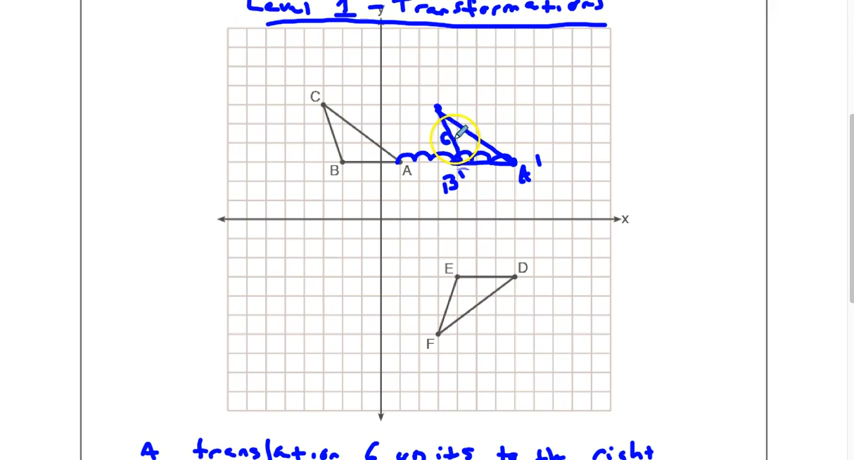 Level 1 - Transformations
y
C
B A
B' A'
x
E D
F
A translation 6 units to the right